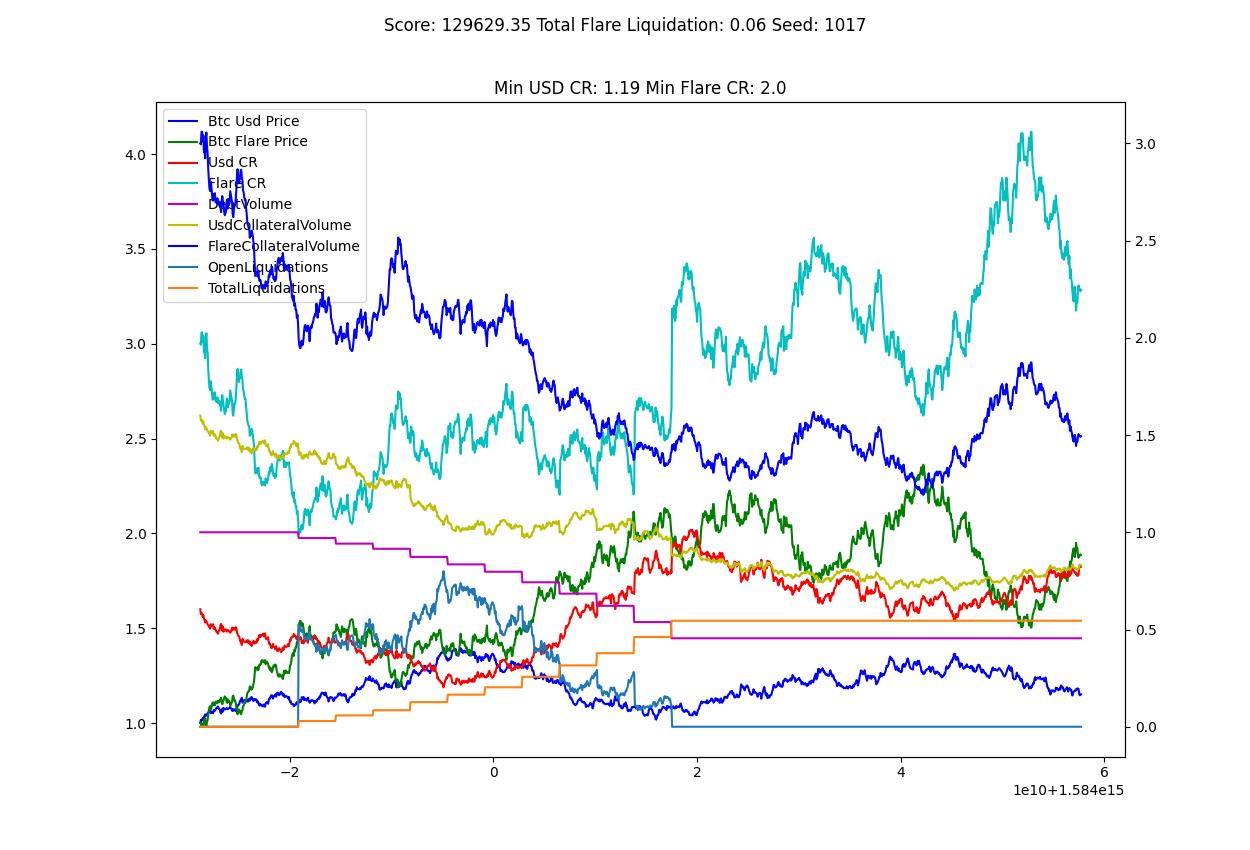 Score: 129629.35 Total Flare Liquidation: 0.06 Seed: 1017
Min USD CR: 1.19 Min Flare CR: 2.0
Btc Usd Price
Btc Flare Price
Usd CR
Flare CR
DebtVolume
UsdCollateralVolume
FlareCollateralVolume
OpenLiquidations
TotalLiquidations
4.0
3.5
3.0
2.5
2.0
1.5
1.0
3.0
2.5
2.0
1.5
1.0
0.5
0.0
−2 0 2 4 6
1e10+1.584e15